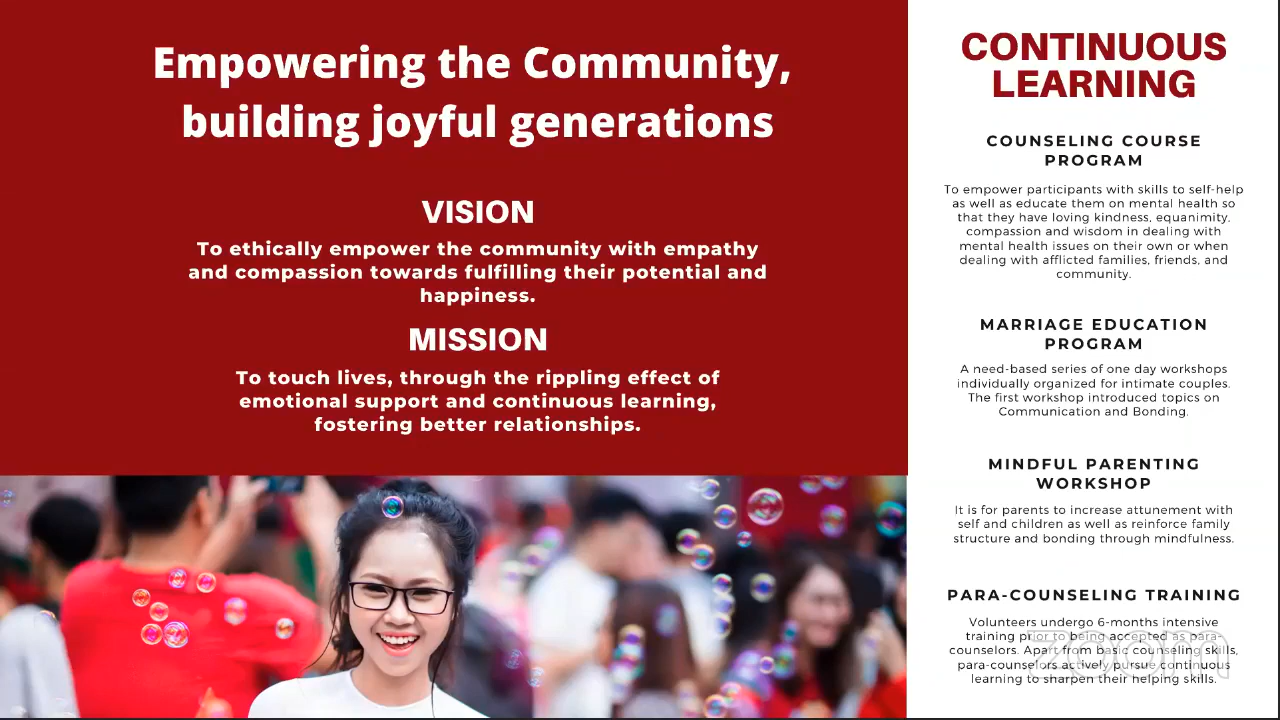 Empowering the Community,
building joyful generations
VISION
To ethically empower the community with empathy
and compassion towards fulfilling their potential and
happiness.
MISSION
To touch lives, through the rippling effect of
emotional support and continuous learning,
fostering better relationships.
CONTINUOUS
LEARNING
COUNSELING COURSE
PROGRAM
To empower participants with skills to self-help
as well as educate them on mental health so
that they have loving kindness, equanimity,
compassion and wisdom in dealing with
mental health issues on their own or when
dealing with afflicted families, friends, and
community.
MARRIAGE EDUCATION
PROGRAM
A need-based series of one day workshops
individually organized for intimate couples.
The first workshop introduced topics on
Communication and Bonding.
MINDFUL PARENTING
WORKSHOP
It is for parents to increase attunement with
self and children as well as reinforce family
structure and bonding through mindfulness.
PARA-COUNSELING TRAINING
Volunteers undergo 6-months intensive
training prior to being accepted as para-
counselors. Apart from basic counseling skills,
para-counselors actively pursue continuous
learning to sharpen their helping skills.
zoom